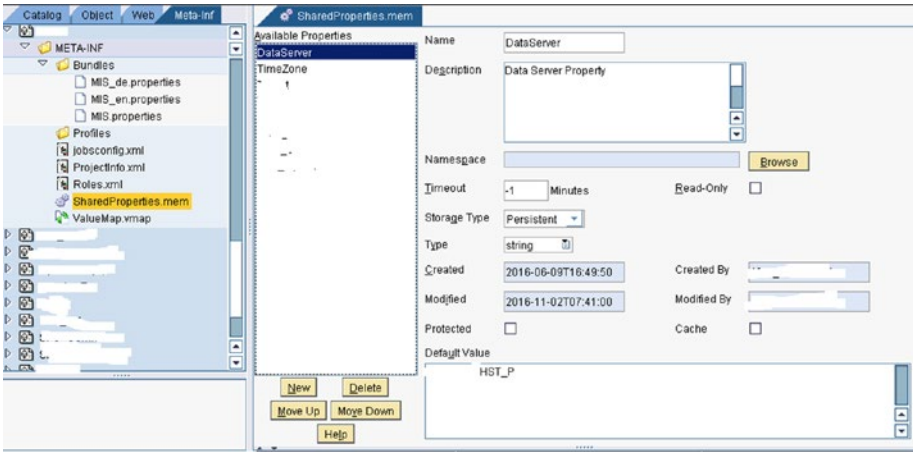 Catalog Object Web Meta-Inf
META-INF
Bundles
MIS_de.properties
MIS_en.properties
MIS.properties
Profiles
jobsconfig.xml
ProjectInfo.xml
Roles.xml
SharedProperties.mem
ValueMap.vmap
SharedProperties.mem
Available Properties
DataServer
TimeZone
New Delete
Move Up Move Down
Help
Name DataServer
Description Data Server Property
Namespace Browse
Timeout -1 Minutes Read-Only
Storage Type Persistent
Type string
Created 2016-06-09T16:49:50 Created By
Modified 2016-11-02T07:41:00 Modified By
Protected Cache
Default Value
HST_P